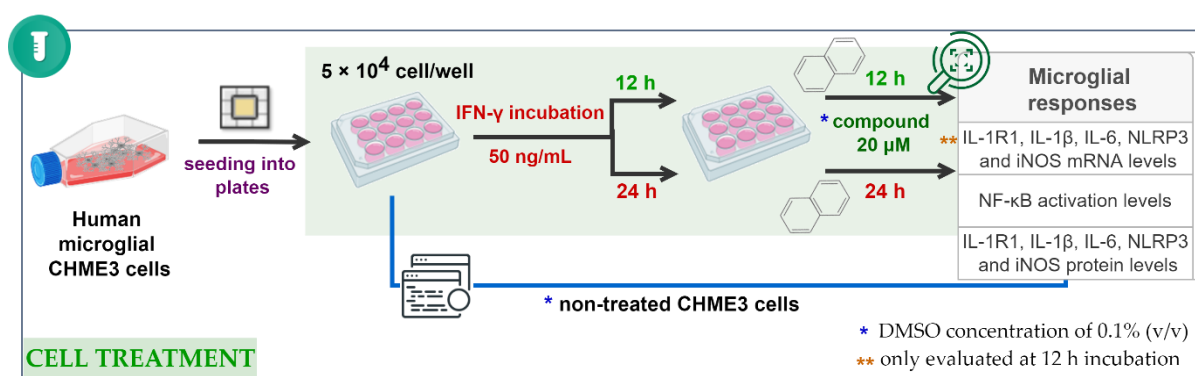 5 × 10⁴ cell/well
seeding into
plates
Human
microglial
CHME3 cells
IFN-γ incubation
50 ng/mL
12 h
24 h
12 h
* compound
20 µM
24 h
Microglial
responses
** IL-1R1, IL-1β, IL-6, NLRP3
and iNOS mRNA levels
NF-κB activation levels
IL-1R1, IL-1β, IL-6, NLRP3
and iNOS protein levels
* non-treated CHME3 cells
* DMSO concentration of 0.1% (v/v)
** only evaluated at 12 h incubation
CELL TREATMENT